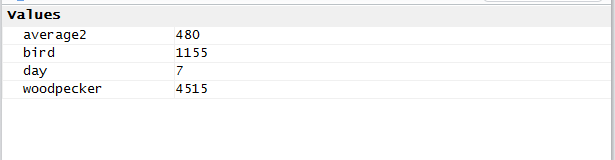 Values
average2 480
bird 1155
day 7
woodpecker 4515